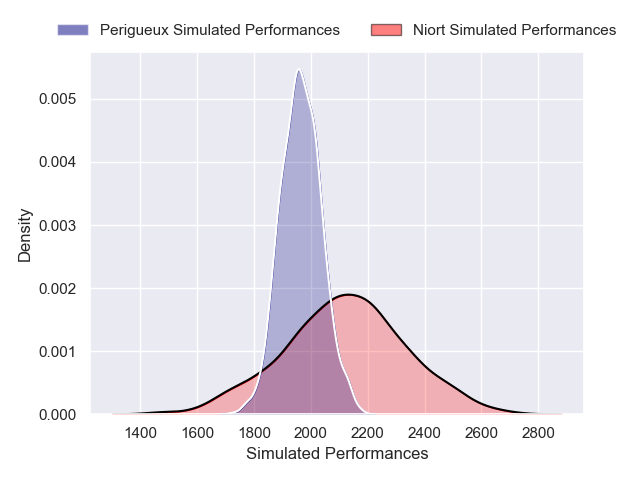 Perigueux Simulated Performances Niort Simulated Performances
0.005
0.004
0.003
0.002
0.001
0.000
Density
1400 1600 1800 2000 2200 2400 2600 2800
Simulated Performances